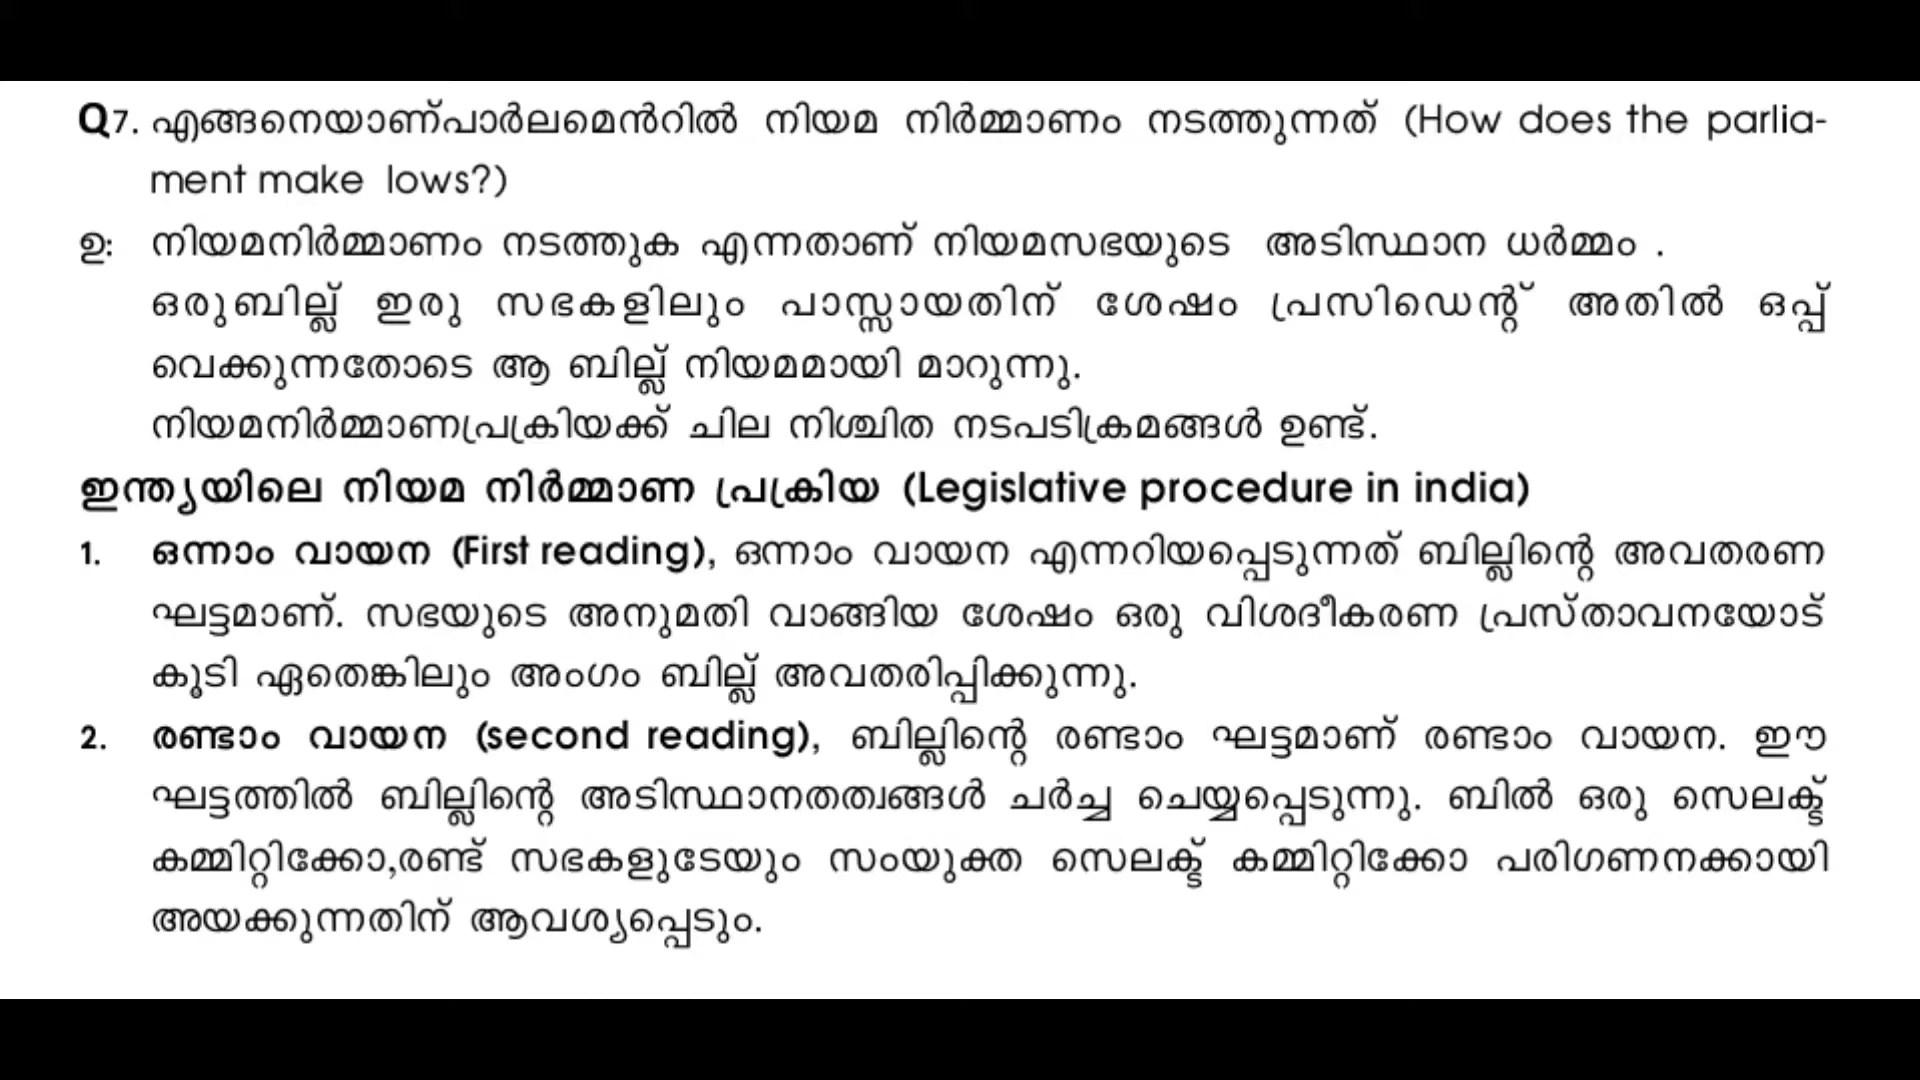 Q7. എങ്ങനെയാണ്പാർലമെൻറിൽ നിയമ നിർമ്മാണം നടത്തുന്നത് (How does the parlia-
ment make lows?)
ഉ: നിയമനിർമ്മാണം നടത്തുക എന്നതാണ് നിയമസഭയുടെ അടിസ്ഥാന ധർമ്മം .
ഒരുബില്ല് ഇരു സഭകളിലും പാസ്സായതിന് ശേഷം പ്രസിഡെന്റ് അതിൽ ഒപ്പ്
വെക്കുന്നതോടെ ആ ബില്ല് നിയമമായി മാറുന്നു.
നിയമനിർമ്മാണപ്രക്രിയക്ക് ചില നിശ്ചിത നടപടിക്രമങ്ങൾ ഉണ്ട്.
ഇന്ത്യയിലെ നിയമ നിർമ്മാണ പ്രക്രിയ (Legislative procedure in india)
1. ഒന്നാം വായന (First reading), ഒന്നാം വായന എന്നറിയപ്പെടുന്നത് ബില്ലിന്റെ അവതരണ
ഘട്ടമാണ്. സഭയുടെ അനുമതി വാങ്ങിയ ശേഷം ഒരു വിശദീകരണ പ്രസ്താവനയോട്
കൂടി ഏതെങ്കിലും അംഗം ബില്ല് അവതരിപ്പിക്കുന്നു.
2. രണ്ടാം വായന (second reading), ബില്ലിന്റെ രണ്ടാം ഘട്ടമാണ് രണ്ടാം വായന. ഈ
ഘട്ടത്തിൽ ബില്ലിന്റെ അടിസ്ഥാനതത്വങ്ങൾ ചർച്ച ചെയ്യപ്പെടുന്നു. ബിൽ ഒരു സെലക്ട്
കമ്മിറ്റിക്കോ,രണ്ട് സഭകളുടേയും സംയുക്ത സെലക്ട് കമ്മിറ്റിക്കോ പരിഗണനക്കായി
അയക്കുന്നതിന് ആവശ്യപ്പെടും.